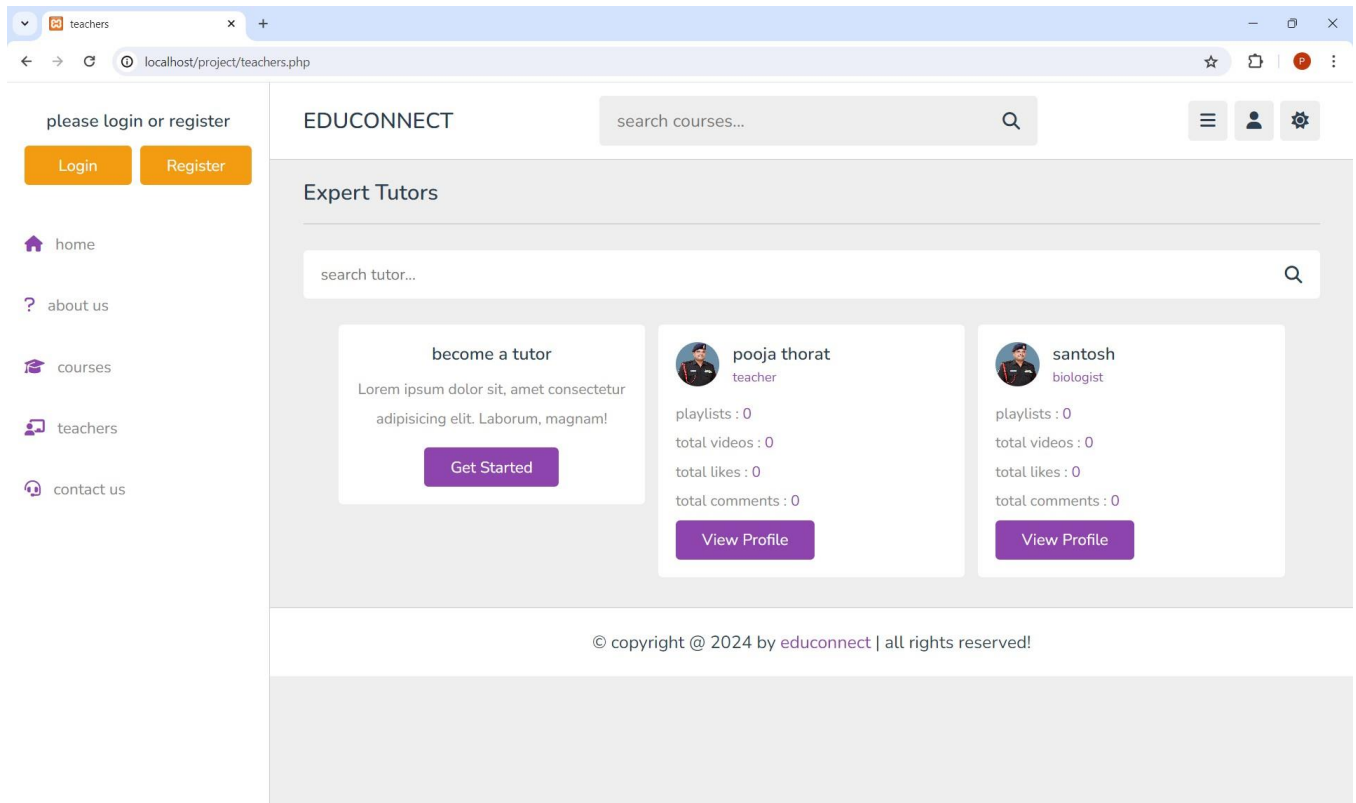 teachers
localhost/project/teachers.php
P
please login or register
Login
Register
home
? about us
courses
teachers
contact us
EDUCONNECT
search courses...
Expert Tutors
search tutor...
become a tutor
Lorem ipsum dolor sit, amet consectetur
adipisicing elit. Laborum, magnam!
Get Started
pooja thorat
teacher
playlists : 0
total videos : 0
total likes : 0
total comments : 0
View Profile
santosh
biologist
playlists : 0
total videos : 0
total likes : 0
total comments : 0
View Profile
© copyright @ 2024 by educonnect | all rights reserved!